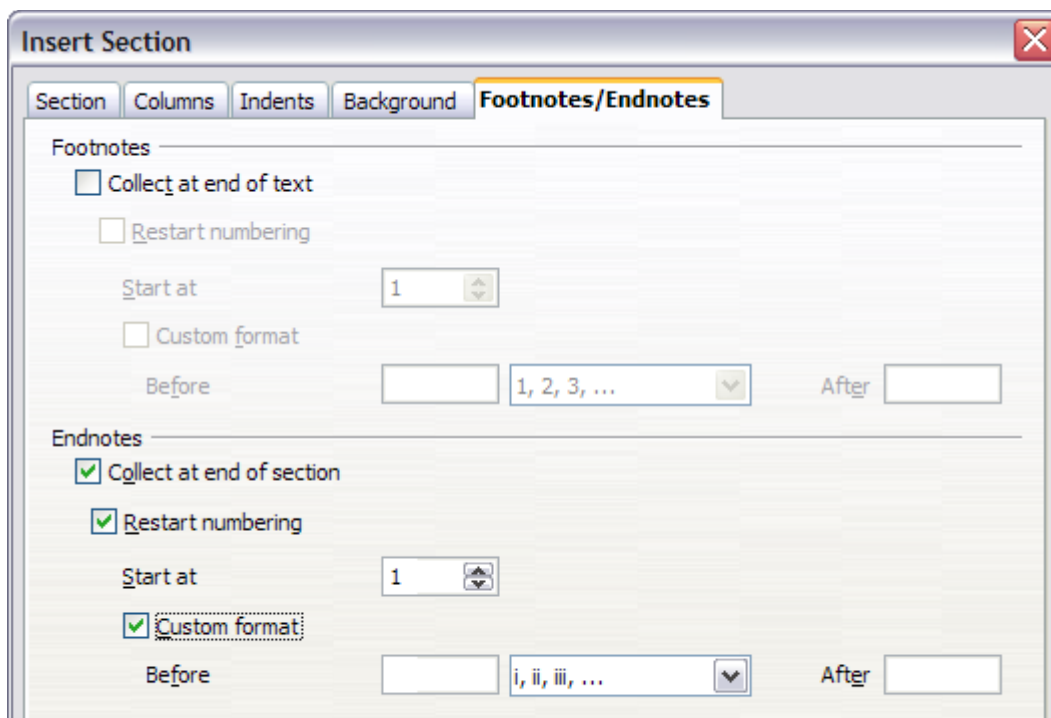 Insert Section
Section Columns Indents Background Footnotes/Endnotes
Footnotes
Collect at end of text
Restart numbering
Start at 1
Custom format
Before 1, 2, 3, ... After
Endnotes
Collect at end of section
Restart numbering
Start at 1
Custom format
Before i, ii, iii, ... After